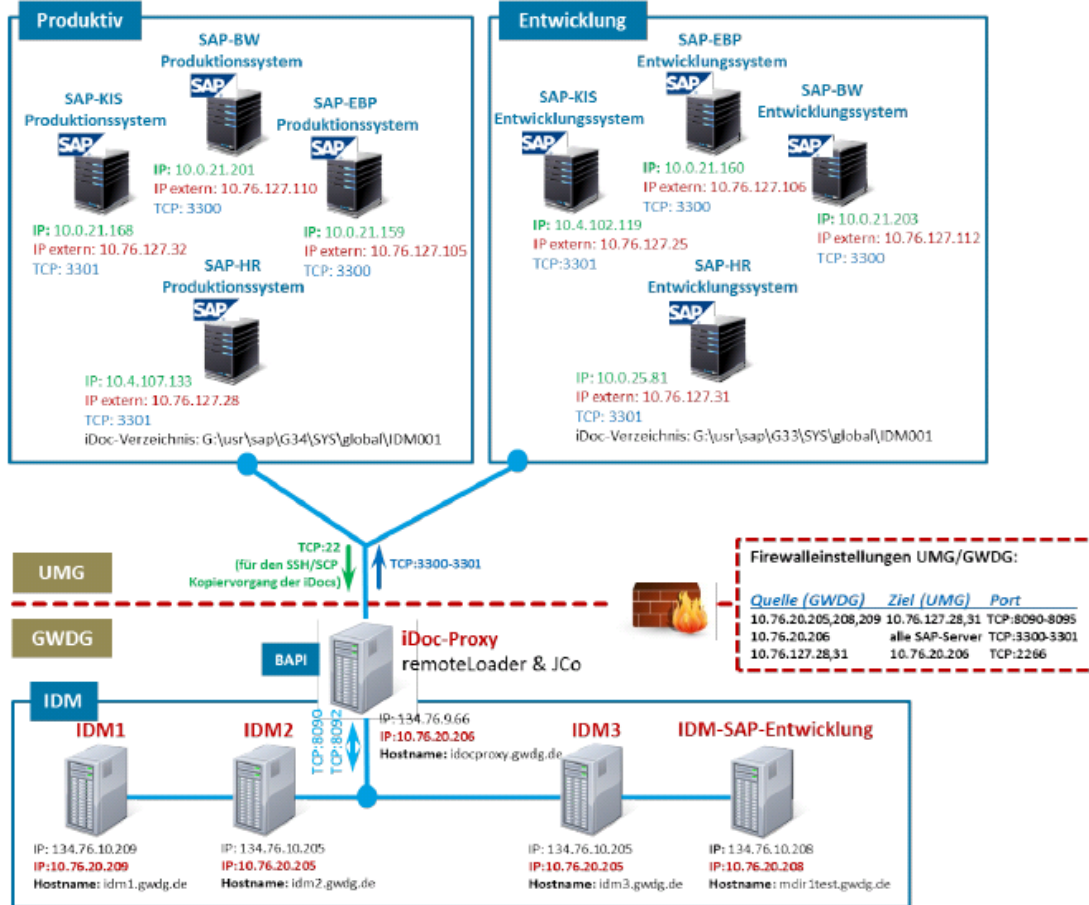 Produktiv
SAP-BW
Produktionssystem
SAP
SAP-KIS
Produktionssystem
SAP
SAP-EBP
Produktionssystem
SAP
IP: 10.0.21.201
IP extern: 10.76.127.110
TCP: 3300
IP: 10.0.21.168
IP extern: 10.76.127.32
TCP: 3301
IP: 10.0.21.159
IP extern: 10.76.127.105
TCP: 3300
SAP-HR
Produktionssystem
SAP
IP: 10.4.107.133
IP extern: 10.76.127.28
TCP: 3301
iDoc-Verzeichnis: G:\usr\sap\G34\SYS\global\IDM001
Entwicklung
SAP-EBP
Entwicklungssystem
SAP
SAP-KIS
Entwicklungssystem
SAP
SAP-BW
Entwicklungssystem
SAP
IP: 10.0.21.160
IP extern: 10.76.127.106
TCP: 3300
IP: 10.4.102.119
IP extern: 10.76.127.25
TCP: 3301
IP: 10.0.21.203
IP extern: 10.76.127.112
TCP: 3300
SAP-HR
Entwicklungssystem
SAP
IP: 10.0.25.81
IP extern: 10.76.127.31
TCP: 3301
iDoc-Verzeichnis: G:\usr\sap\G33\SYS\global\IDM001
TCP:22
(für den SSH/SCP
Kopiervorgang der iDocs)
TCP:3300-3301
UMG
GWDG
Firewalleinstellungen UMG/GWDG:
Quelle (GWDG) Ziel (UMG) Port
10.76.20.205,208,209 10.76.127.28,31 TCP:8090-8095
10.76.20.206 alle SAP-Server TCP:3300-3301
10.76.127.28,31 10.76.20.206 TCP:2266
BAPI
iDoc-Proxy
remoteLoader & JCo
IP: 134.76.9.66
IP:10.76.20.206
Hostname: idocproxy.gwdg.de
TCP:8090
TCP:8092
IDM
IDM1
IP: 134.76.10.209
IP:10.76.20.209
Hostname: idm1.gwdg.de
IDM2
IP: 134.76.10.205
IP:10.76.20.205
Hostname: idm2.gwdg.de
IDM3
IP: 134.76.10.205
IP:10.76.20.205
Hostname: idm3.gwdg.de
IDM-SAP-Entwicklung
IP: 134.76.10.208
IP:10.76.20.208
Hostname: mdir1test.gwdg.de